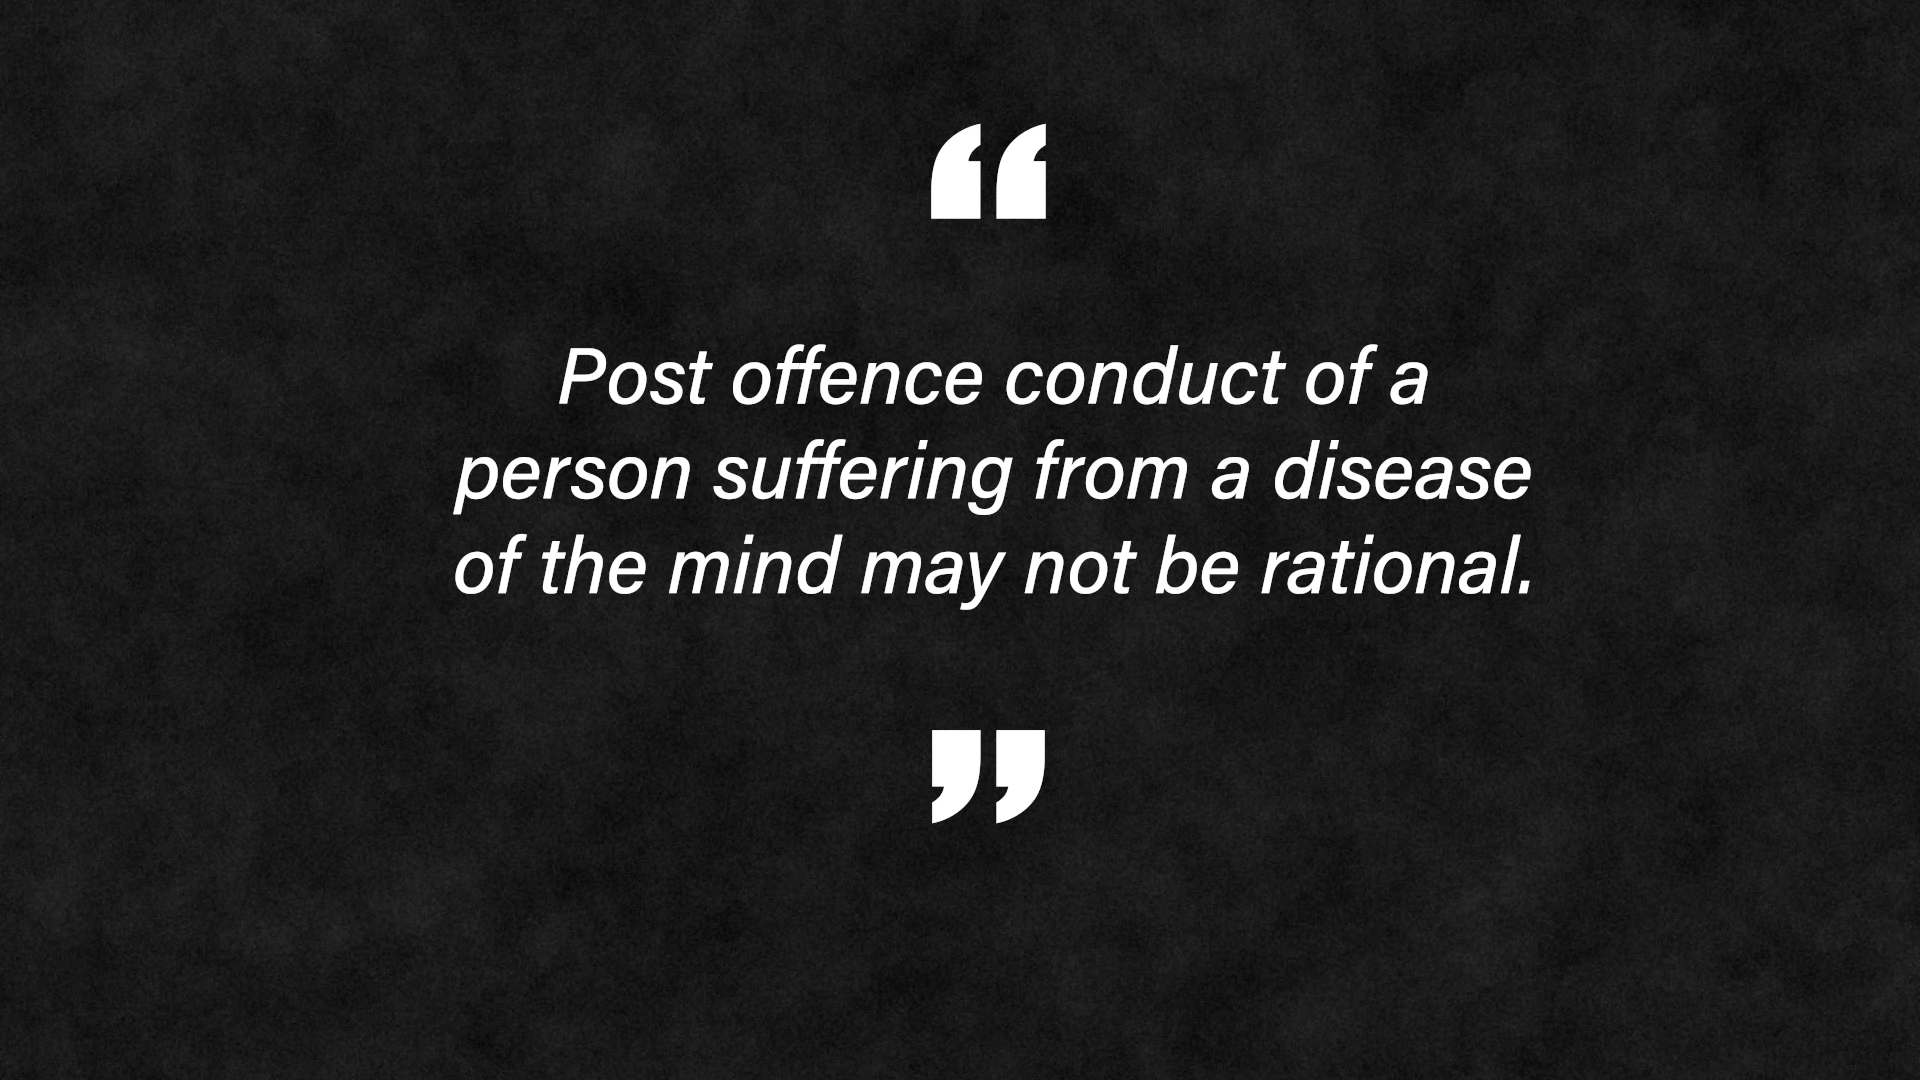 “
Post offence conduct of a
person suffering from a disease
of the mind may not be rational.
”